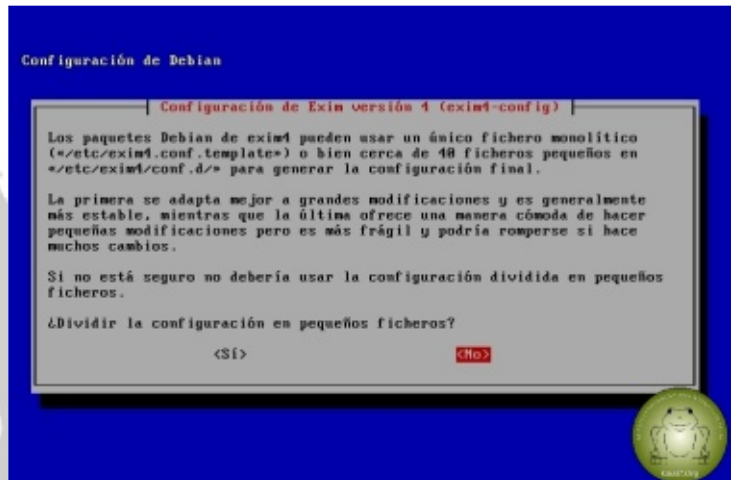 Configuración de Debian
Configuración de Exim versión 4 (exim4-config)
Los paquetes Debian de exim4 pueden usar un único fichero monolítico
(«/etc/exim4.conf.template») o bien cerca de 40 ficheros pequeños en
«/etc/exim4/conf.d/» para generar la configuración final.
La primera se adapta mejor a grandes modificaciones y es generalmente
más estable, mientras que la última ofrece una manera cómoda de hacer
pequeñas modificaciones pero es más frágil y podría romperse si hace
muchos cambios.
Si no está seguro no debería usar la configuración dividida en pequeños
ficheros.
¿Dividir la configuración en pequeños ficheros?
<Sí> <No>